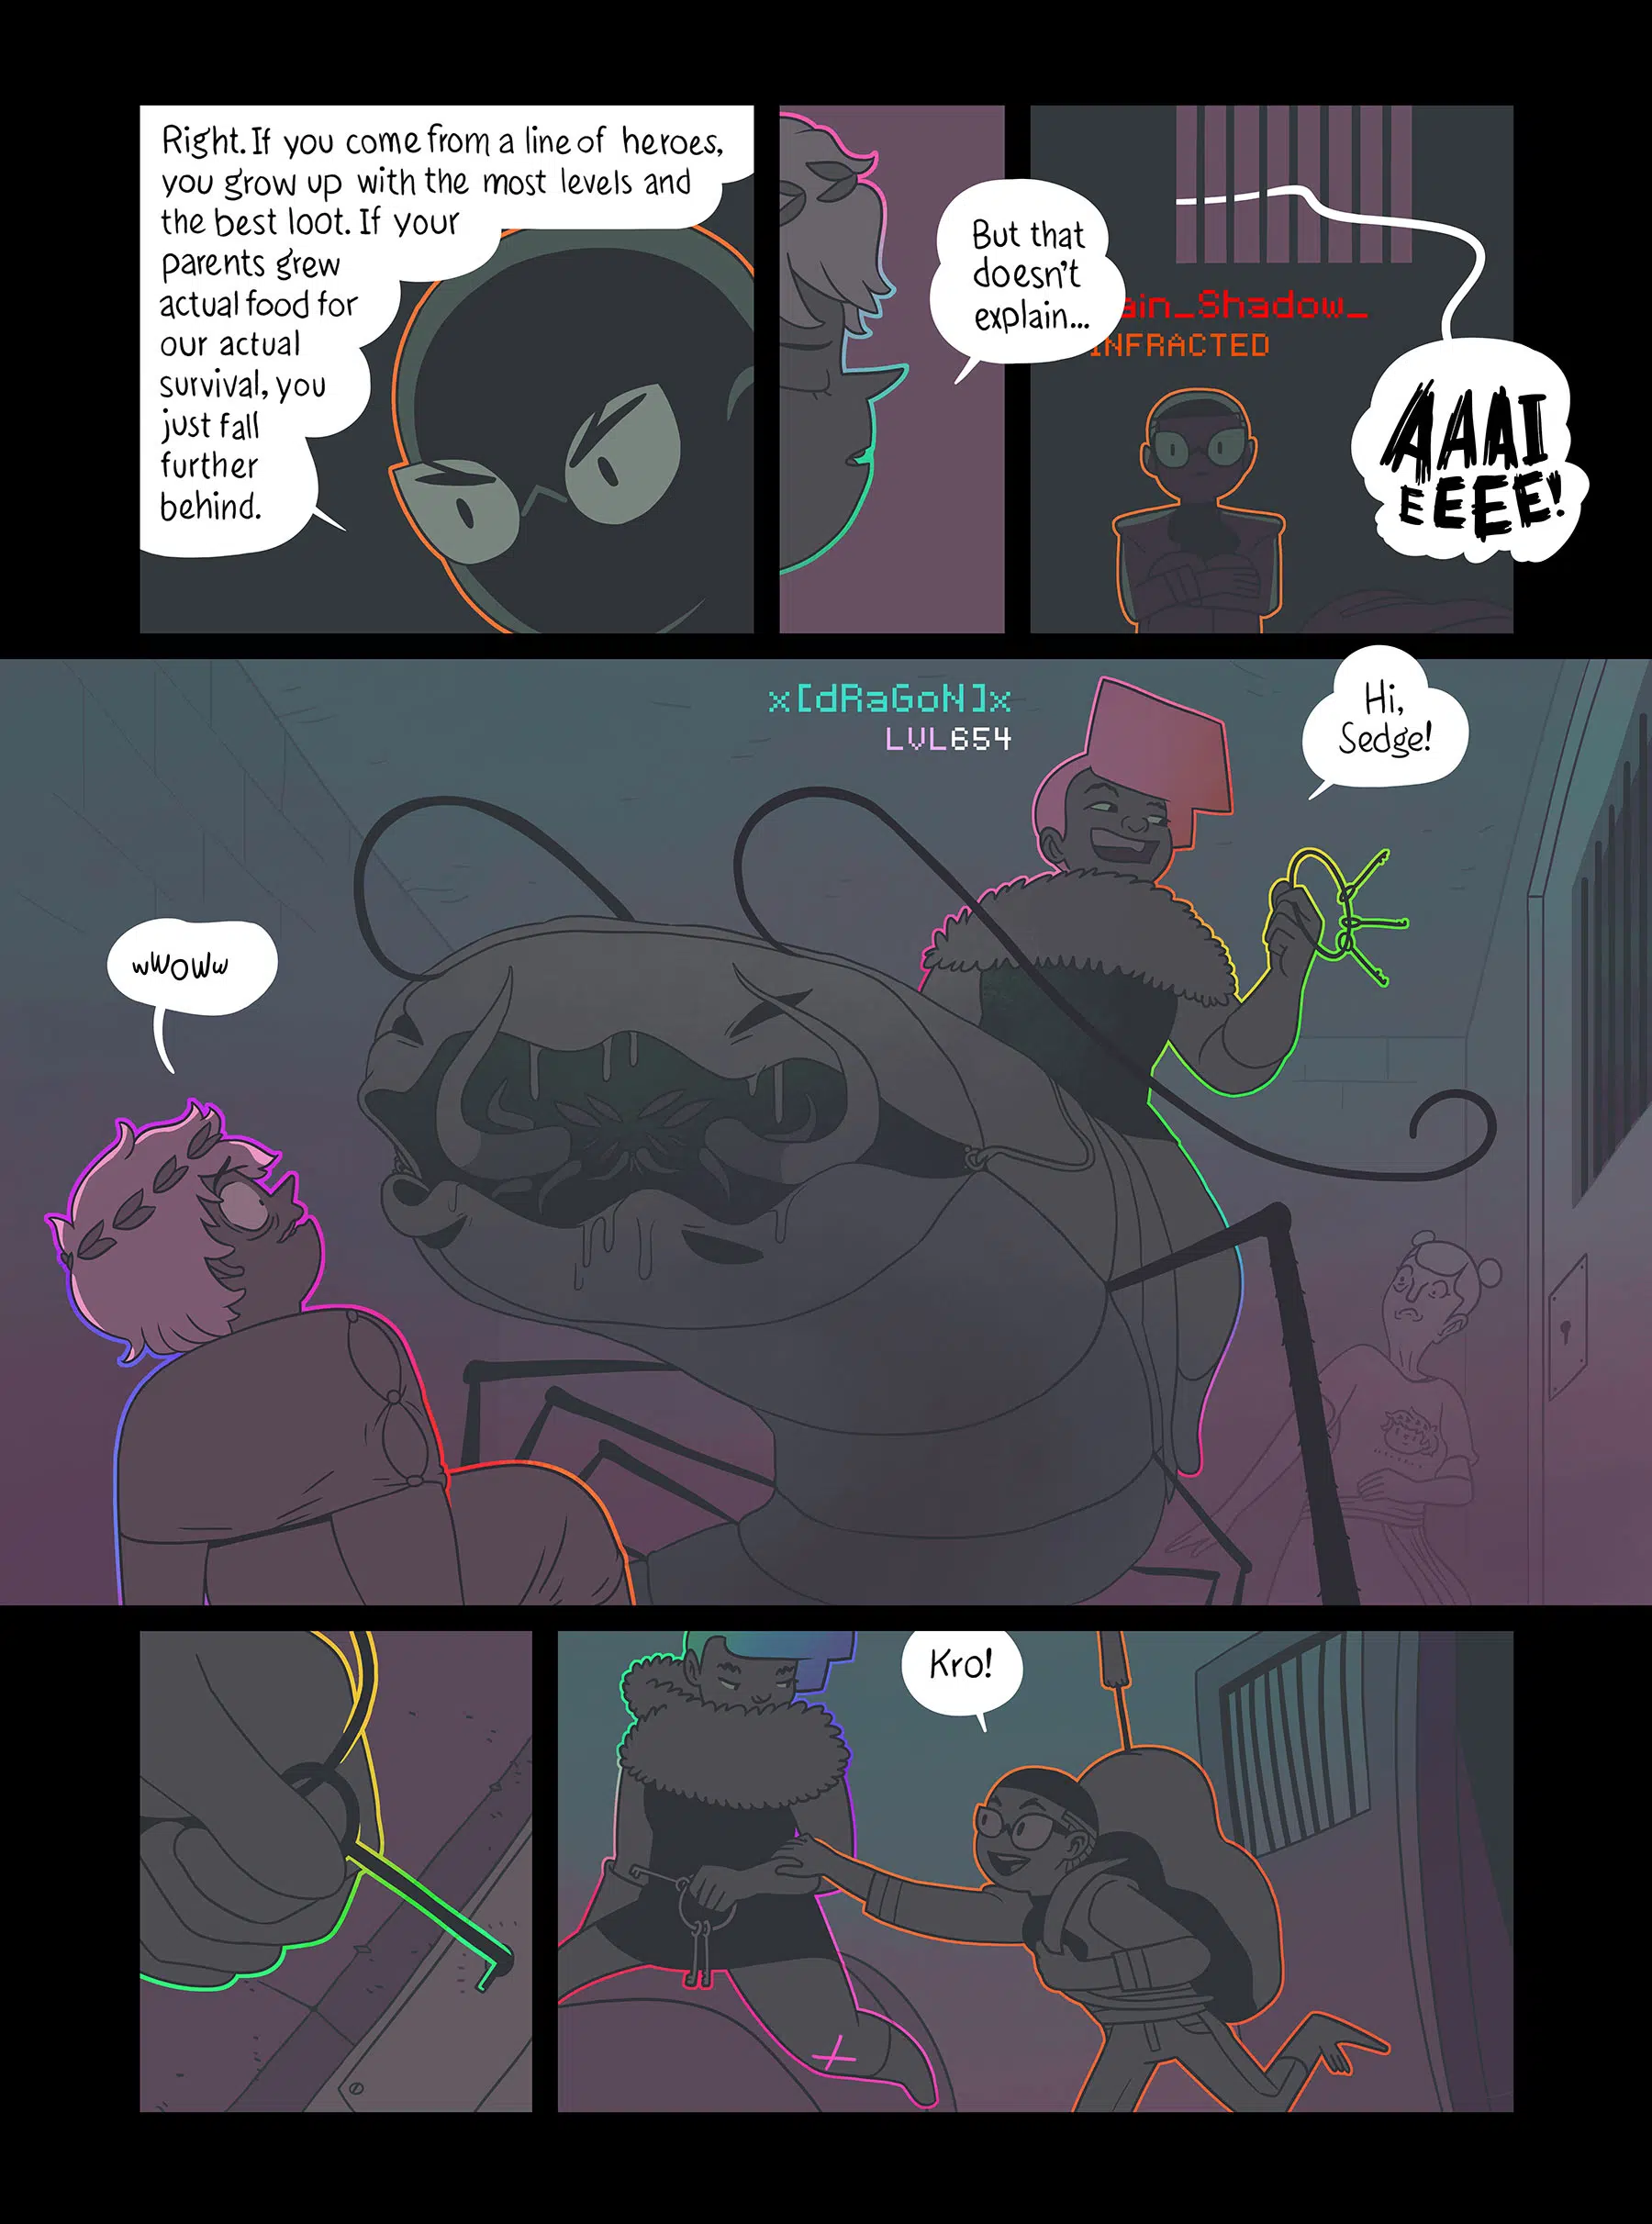 Right. If you come from a line of heroes,
you grow up with the most levels and
the best loot. If your
parents grew
actual food for
our actual
survival, you
just fall
further
behind.
But that
doesn't
explain...
ain_Shadow_
INFRACTED
AAAI
EEEE!
x[dRaGoN]x
LVL654
Hi,
Sedge!
wWOWw
Kro!